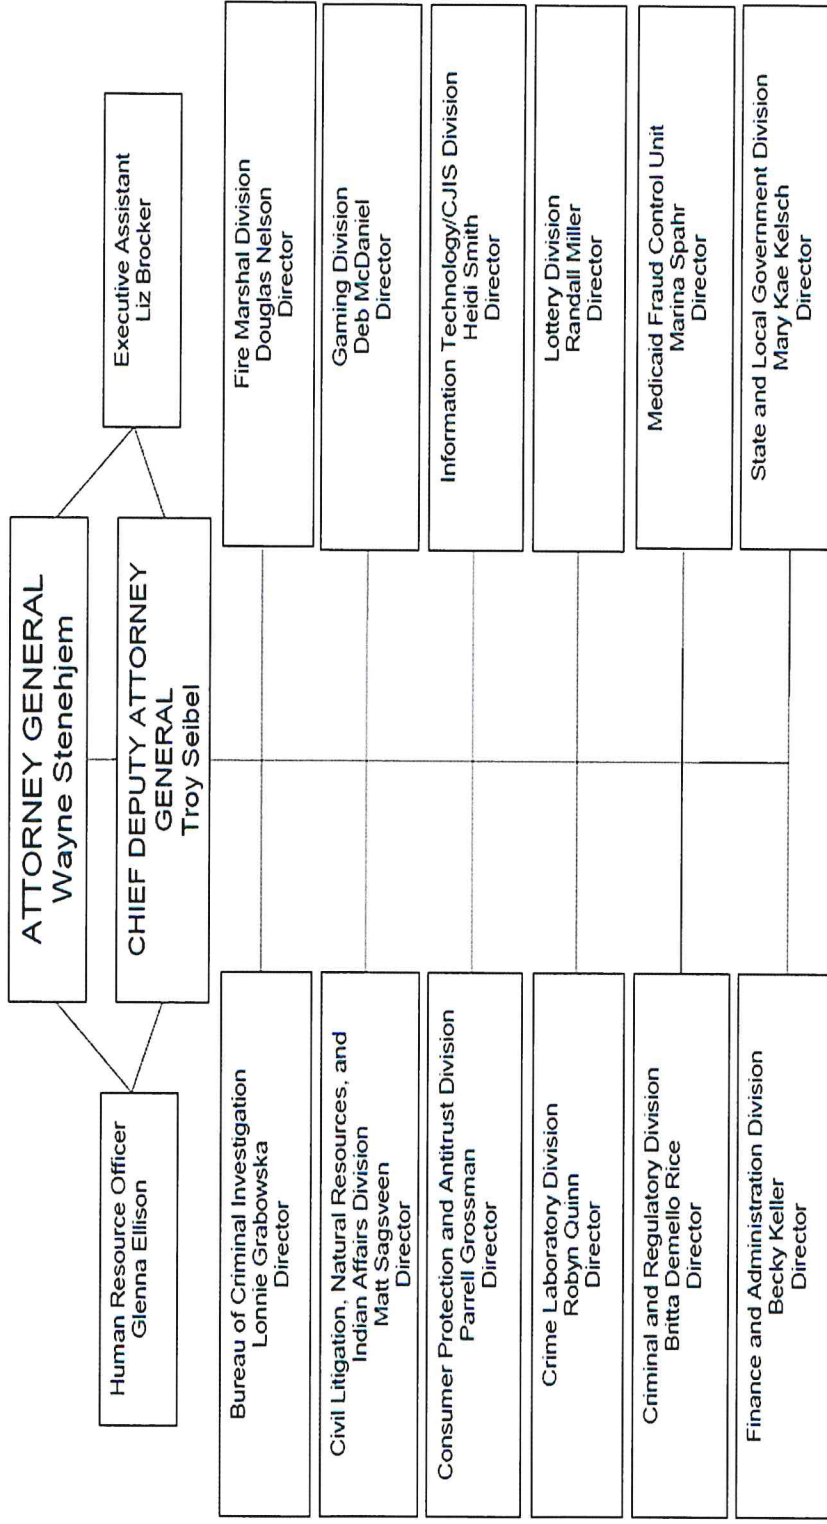 ATTORNEY GENERAL
Wayne Stenehjem
CHIEF DEPUTY ATTORNEY
GENERAL
Troy Seibel
Human Resource Officer
Glenna Ellison
Executive Assistant
Liz Brocker
Bureau of Criminal Investigation
Lonnie Grabowska
Director
Civil Litigation, Natural Resources, and
Indian Affairs Division
Matt Sagsveen
Director
Consumer Protection and Antitrust Division
Parrell Grossman
Director
Crime Laboratory Division
Robyn Quinn
Director
Criminal and Regulatory Division
Britta Demello Rice
Director
Finance and Administration Division
Becky Keller
Director
Fire Marshal Division
Douglas Nelson
Director
Gaming Division
Deb McDaniel
Director
Information Technology/CJIS Division
Heidi Smith
Director
Lottery Division
Randall Miller
Director
Medicaid Fraud Control Unit
Marina Spahr
Director
State and Local Government Division
Mary Kae Kelsch
Director